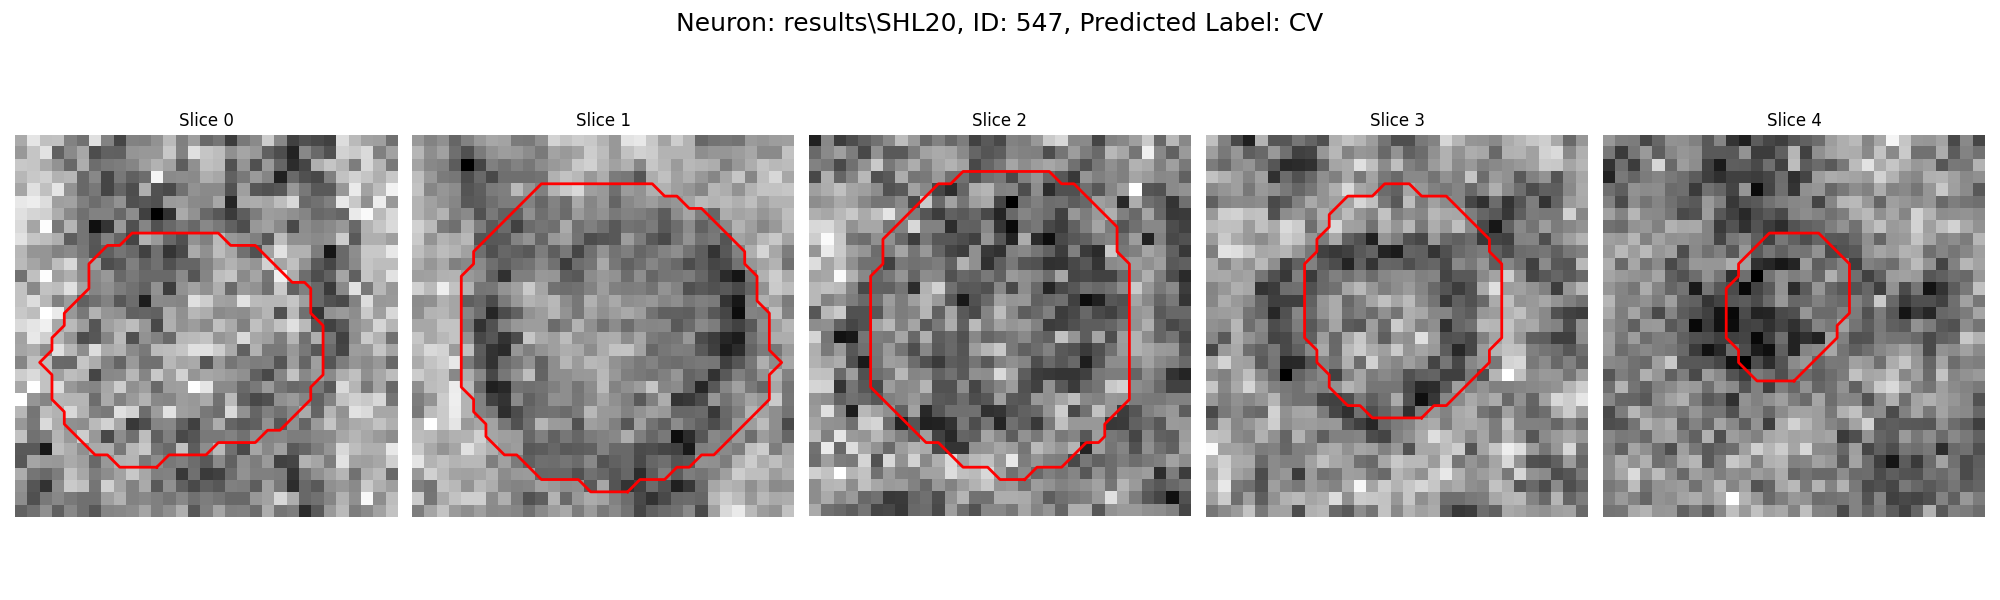 Neuron: results\SHL20, ID: 547, Predicted Label: CV
Slice 0
Slice 1
Slice 2
Slice 3
Slice 4